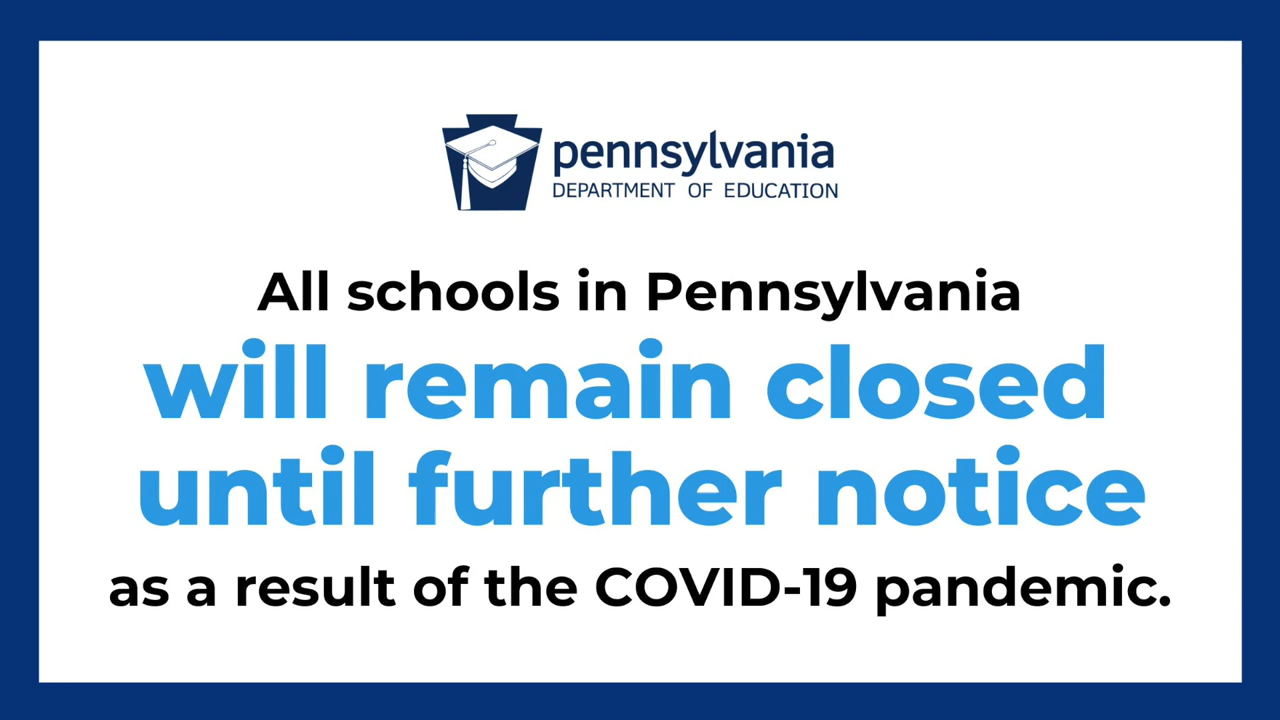 pennsylvania
DEPARTMENT OF EDUCATION
All schools in Pennsylvania
will remain closed
until further notice
as a result of the COVID-19 pandemic.